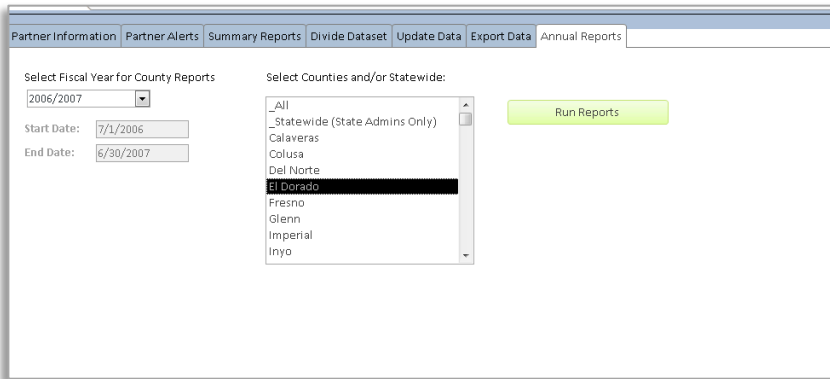 Partner Information Partner Alerts Summary Reports Divide Dataset Update Data Export Data Annual Reports
Select Fiscal Year for County Reports
2006/2007
Start Date: 7/1/2006
End Date: 6/30/2007
Select Counties and/or Statewide:
_All
_Statewide (State Admins Only)
Calaveras
Colusa
Del Norte
El Dorado
Fresno
Glenn
Imperial
Inyo
Run Reports